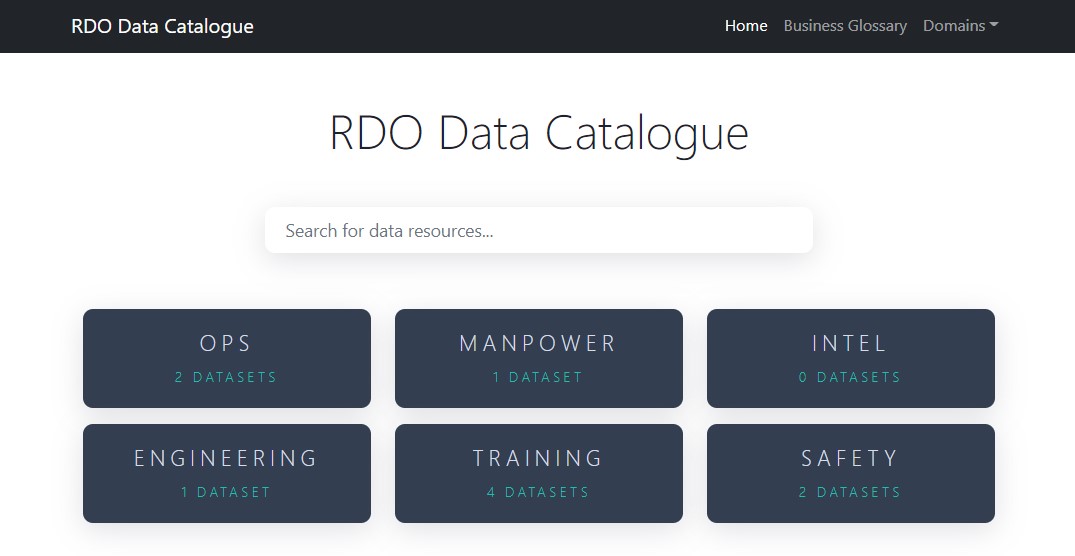 RDO Data Catalogue Home Business Glossary Domains
RDO Data Catalogue
Search for data resources...
OPS MANPOWER INTEL
2 DATASETS 1 DATASET 0 DATASETS
ENGINEERING TRAINING SAFETY
1 DATASET 4 DATASETS 2 DATASETS